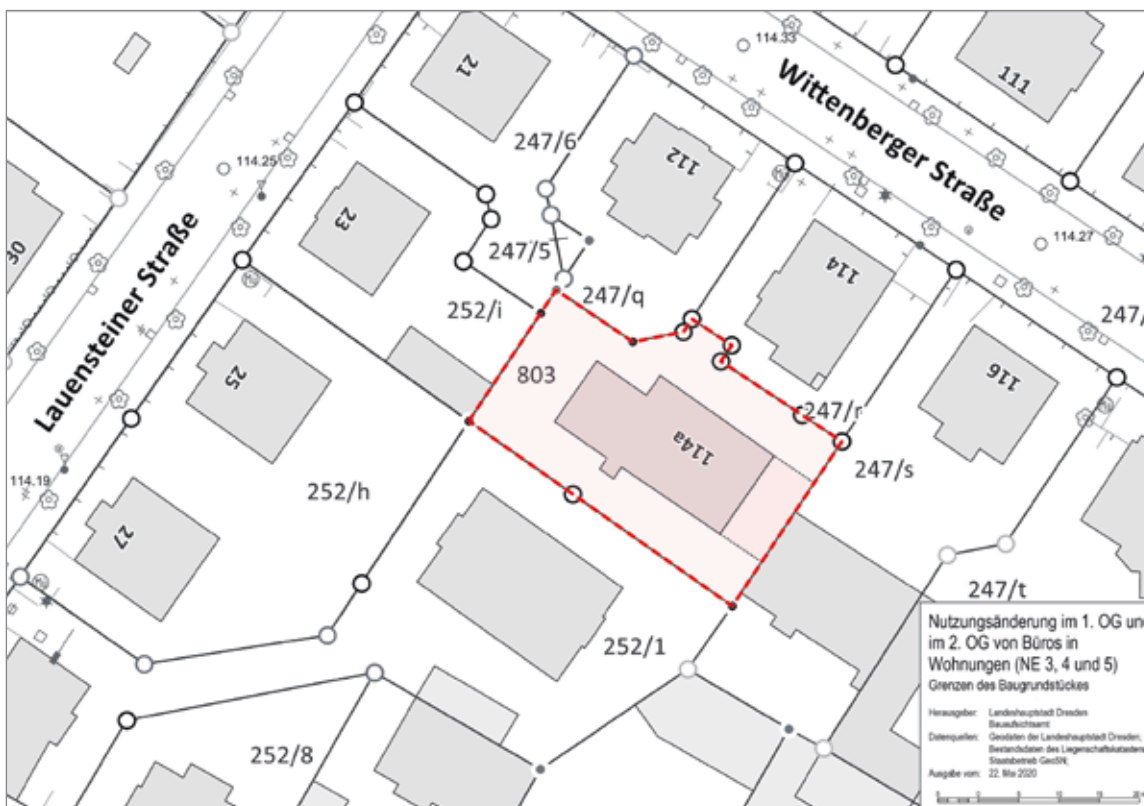 114.33
Wittenberger Straße
111
21
247/6
114.25
112
23
Lauensteiner Straße
30
247/5
114.27
114
247/q
252/i
247/
803
25
116
247/r
114a
247/s
114.19
252/h
27
247/t
252/1
252/8
Nutzungsänderung im 1. OG un
im 2. OG von Büros in
Wohnungen (NE 3, 4 und 5)
Grenzen des Baugrundstückes
Herausgeber: Landeshauptstadt Dresden
Bauaufsichtsamt
Datenquellen: Geodaten der Landeshauptstadt Dresden;
Bestandsdaten des Liegenschaftskatasters
Staatsbetrieb GeoSN;
Ausgabe vom: 22. Mai 2020